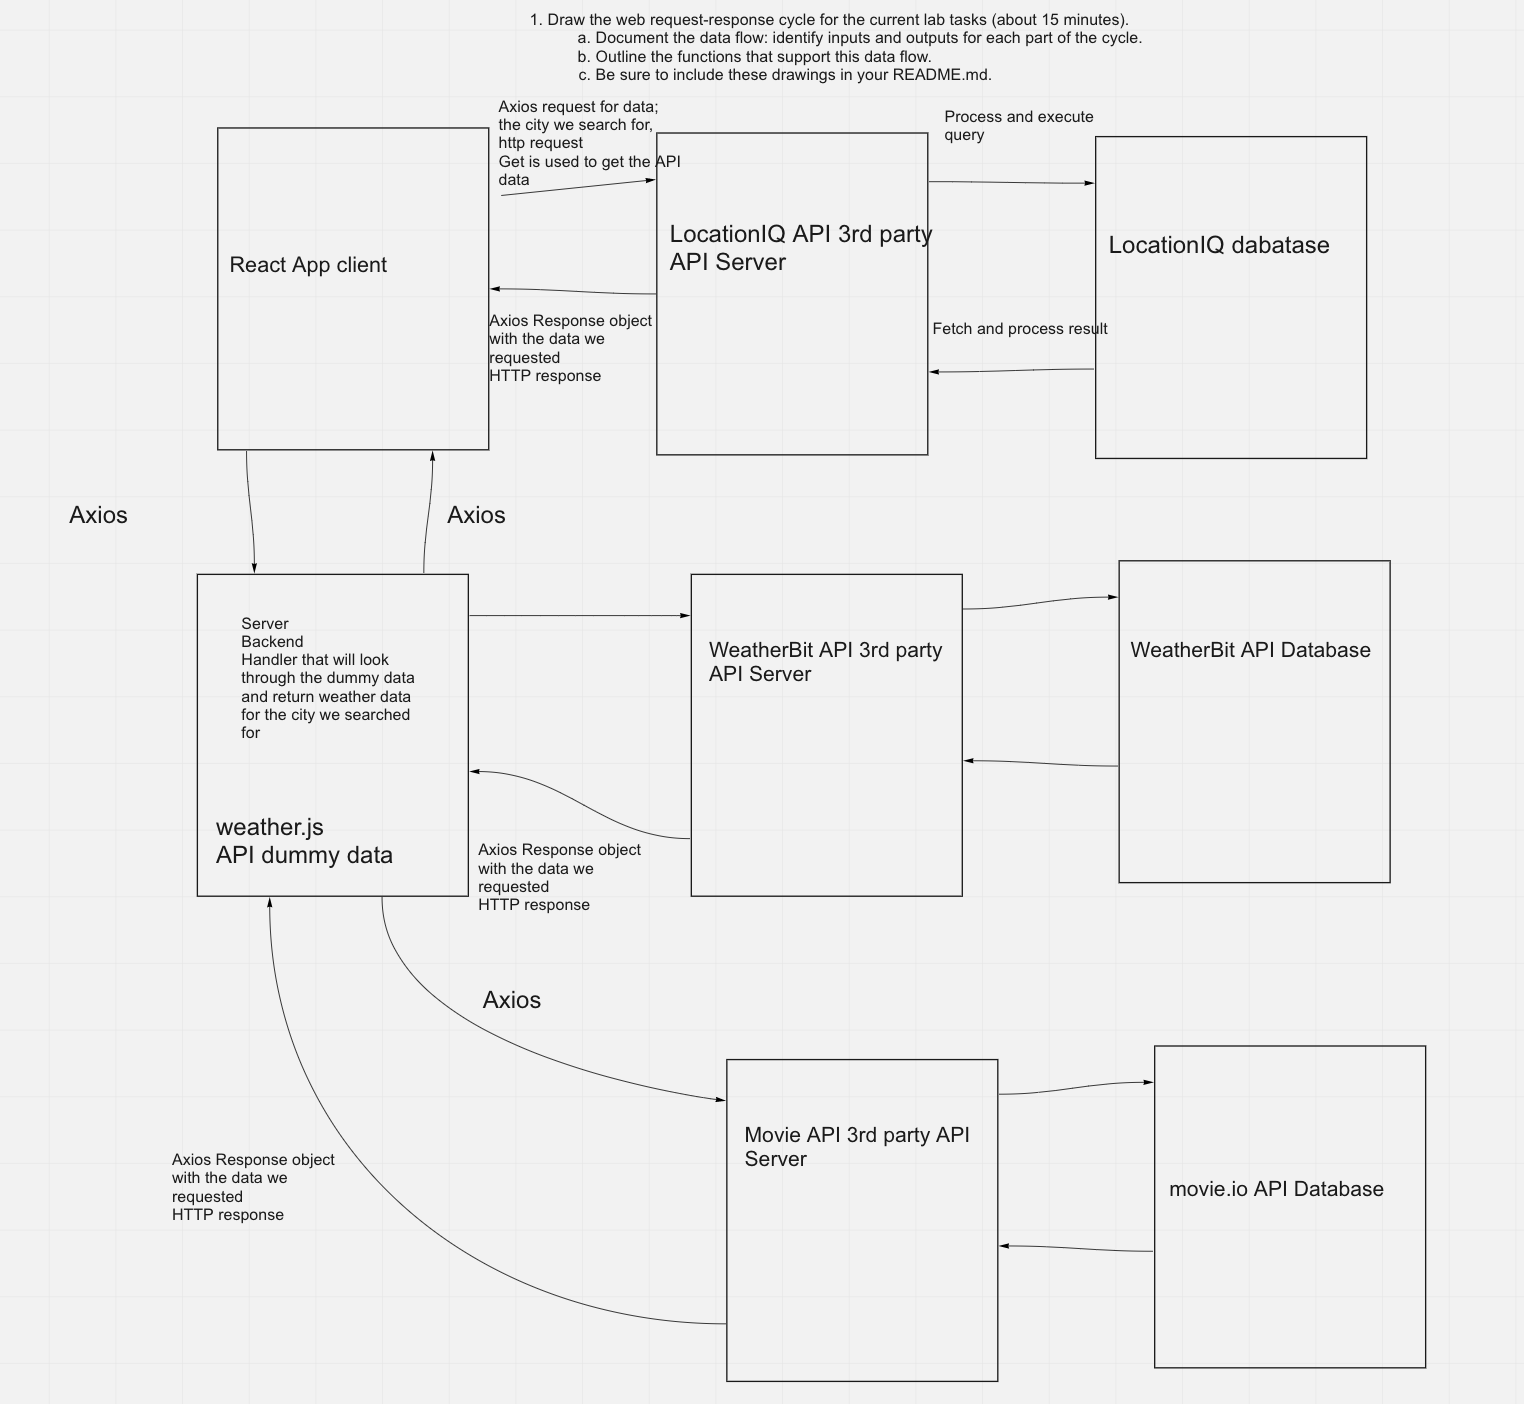 1. Draw the web request-response cycle for the current lab tasks (about 15 minutes).
a. Document the data flow: identify inputs and outputs for each part of the cycle.
b. Outline the functions that support this data flow.
c. Be sure to include these drawings in your README.md.
Axios request for data;
the city we search for,
http request
Get is used to get the API
data
Process and execute
query
React App client
LocationIQ API 3rd party
API Server
LocationIQ dabatase
Axios Response object
with the data we
requested
HTTP response
Fetch and process result
Axios
Axios
Server
Backend
Handler that will look
through the dummy data
and return weather data
for the city we searched
for
weather.js
API dummy data
WeatherBit API 3rd party
API Server
WeatherBit API Database
Axios Response object
with the data we
requested
HTTP response
Axios
Movie API 3rd party API
Server
movie.io API Database
Axios Response object
with the data we
requested
HTTP response